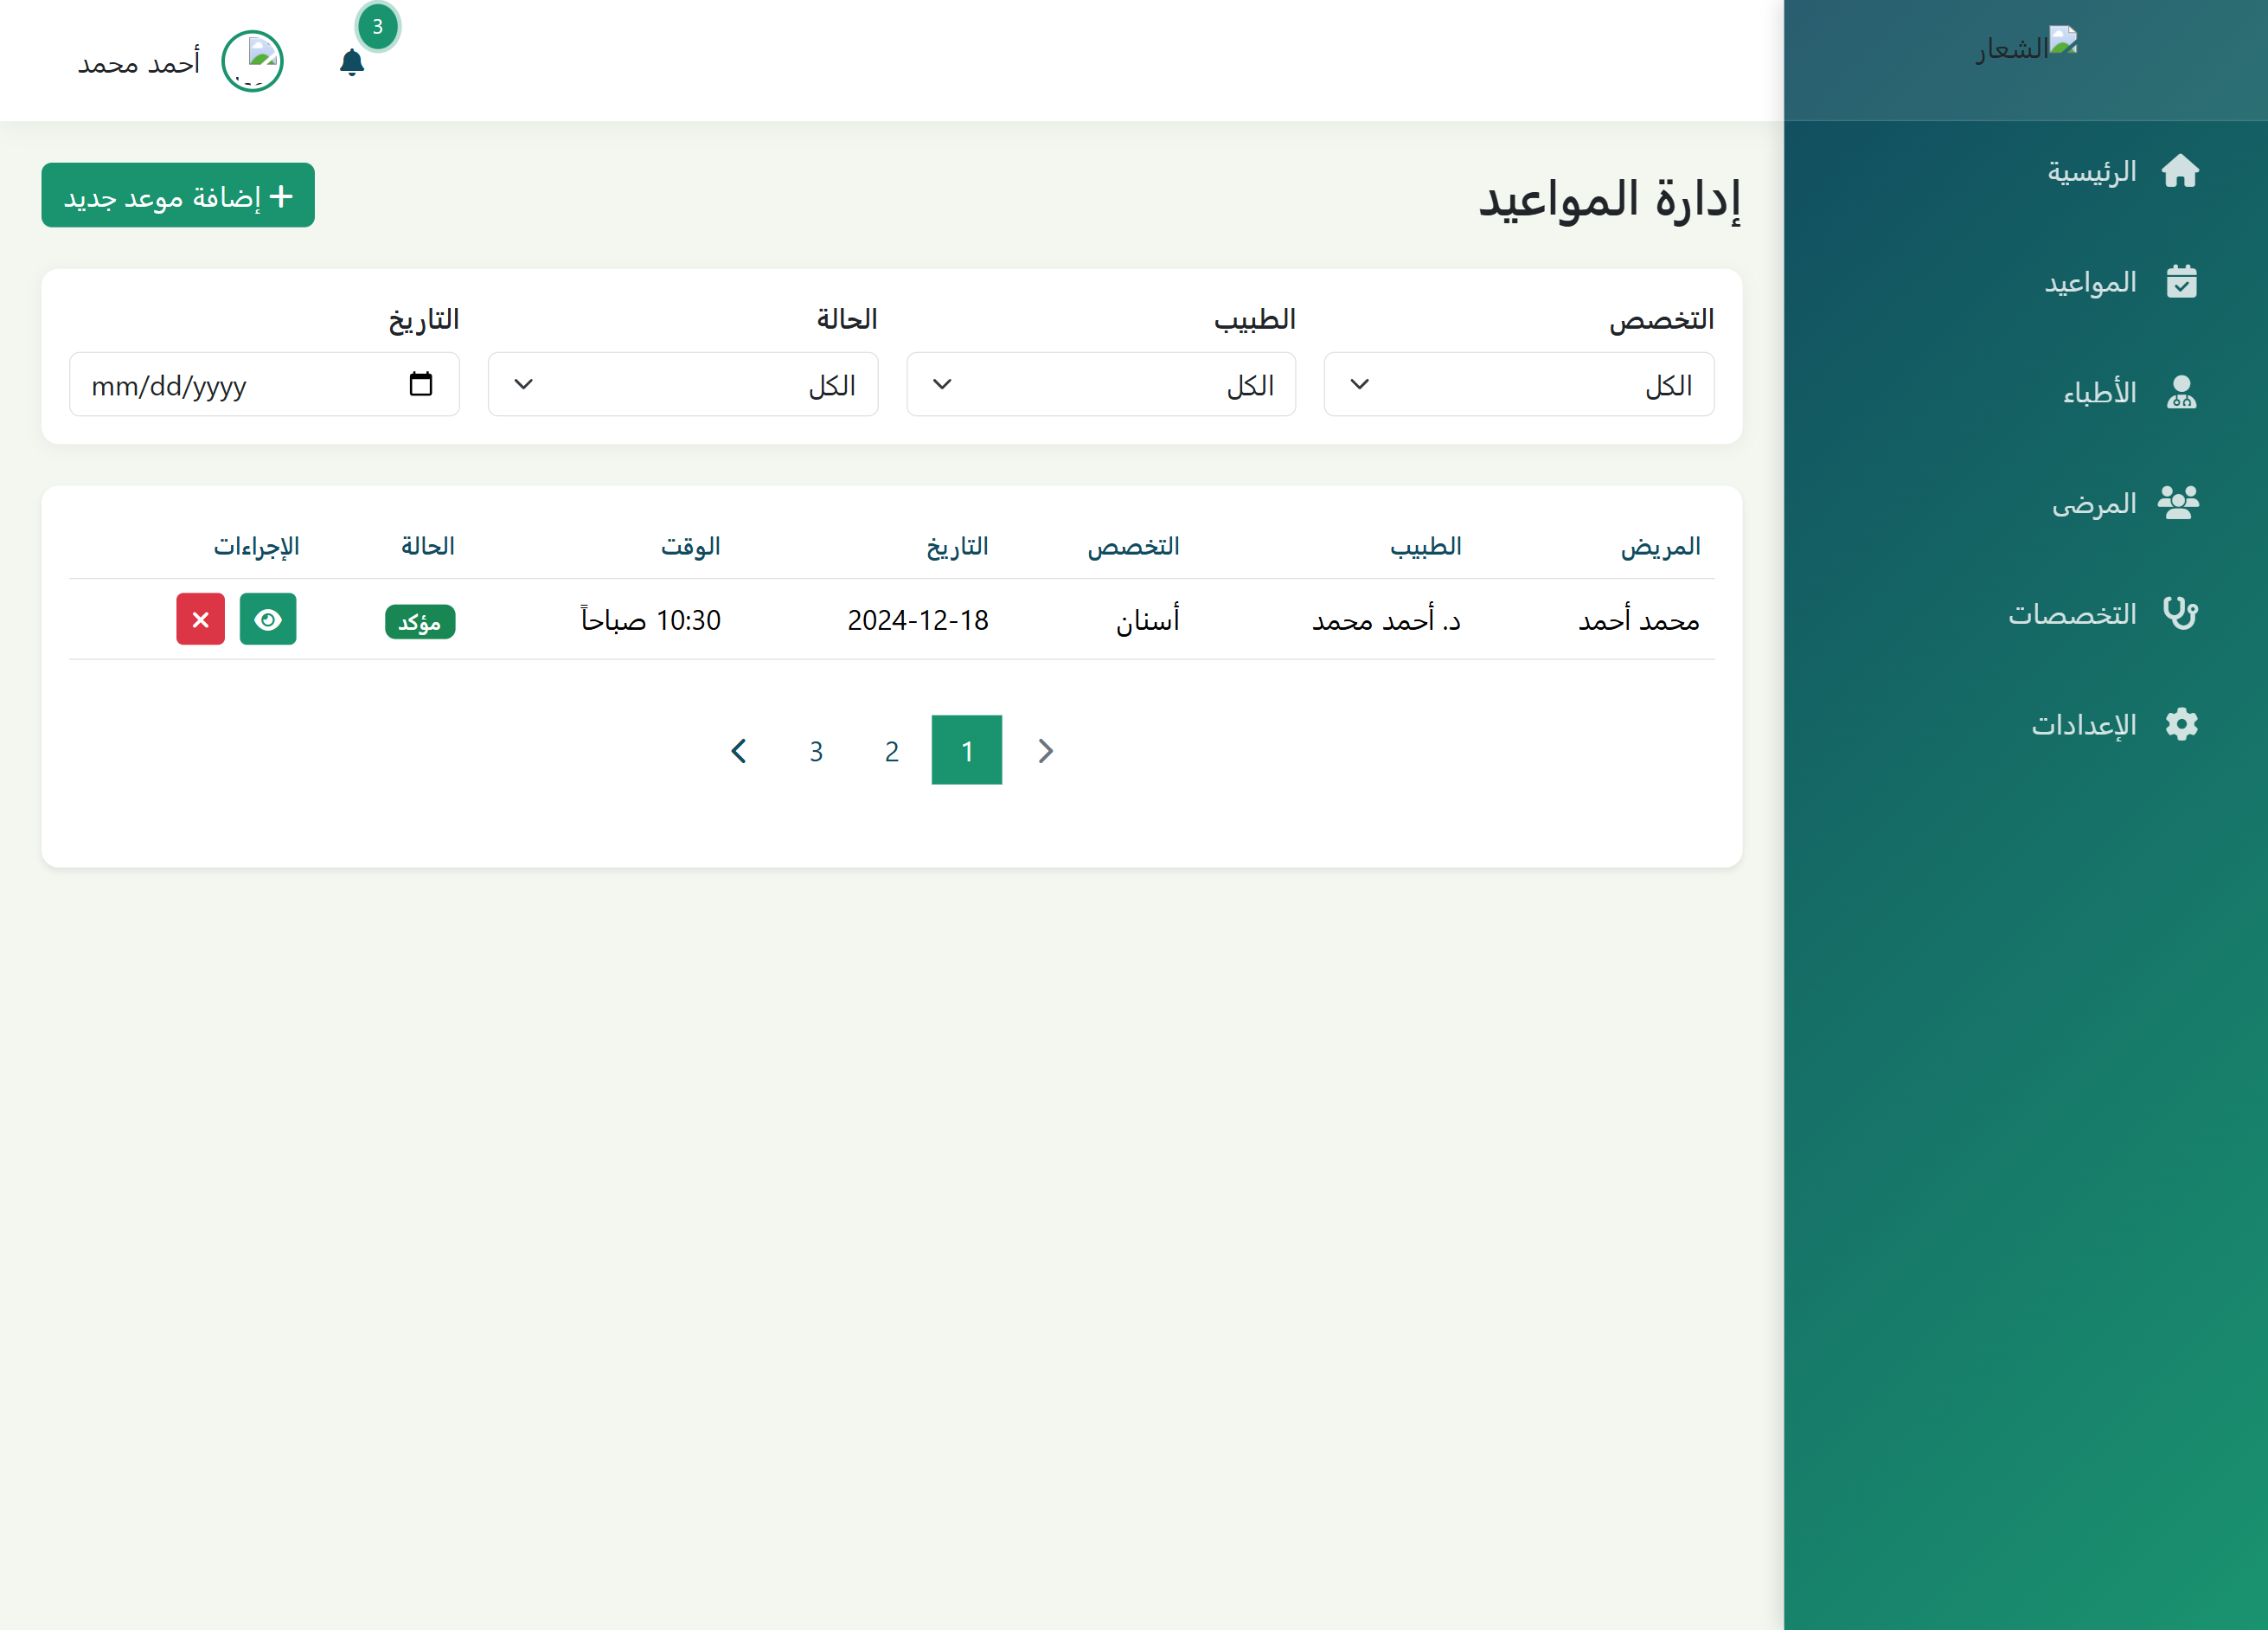 الشعار
الرئيسية
المواعيد
الأطباء
المرضى
التخصصات
الإعدادات
3
أحمد محمد
إدارة المواعيد
إضافة موعد جديد
التخصص الطبيب الحالة التاريخ
الكل الكل الكل mm/dd/yyyy
المريض الطبيب التخصص التاريخ الوقت الحالة الإجراءات
محمد أحمد د. أحمد محمد أسنان 2024-12-18 10:30 صباحاً مؤكد
1 2 3